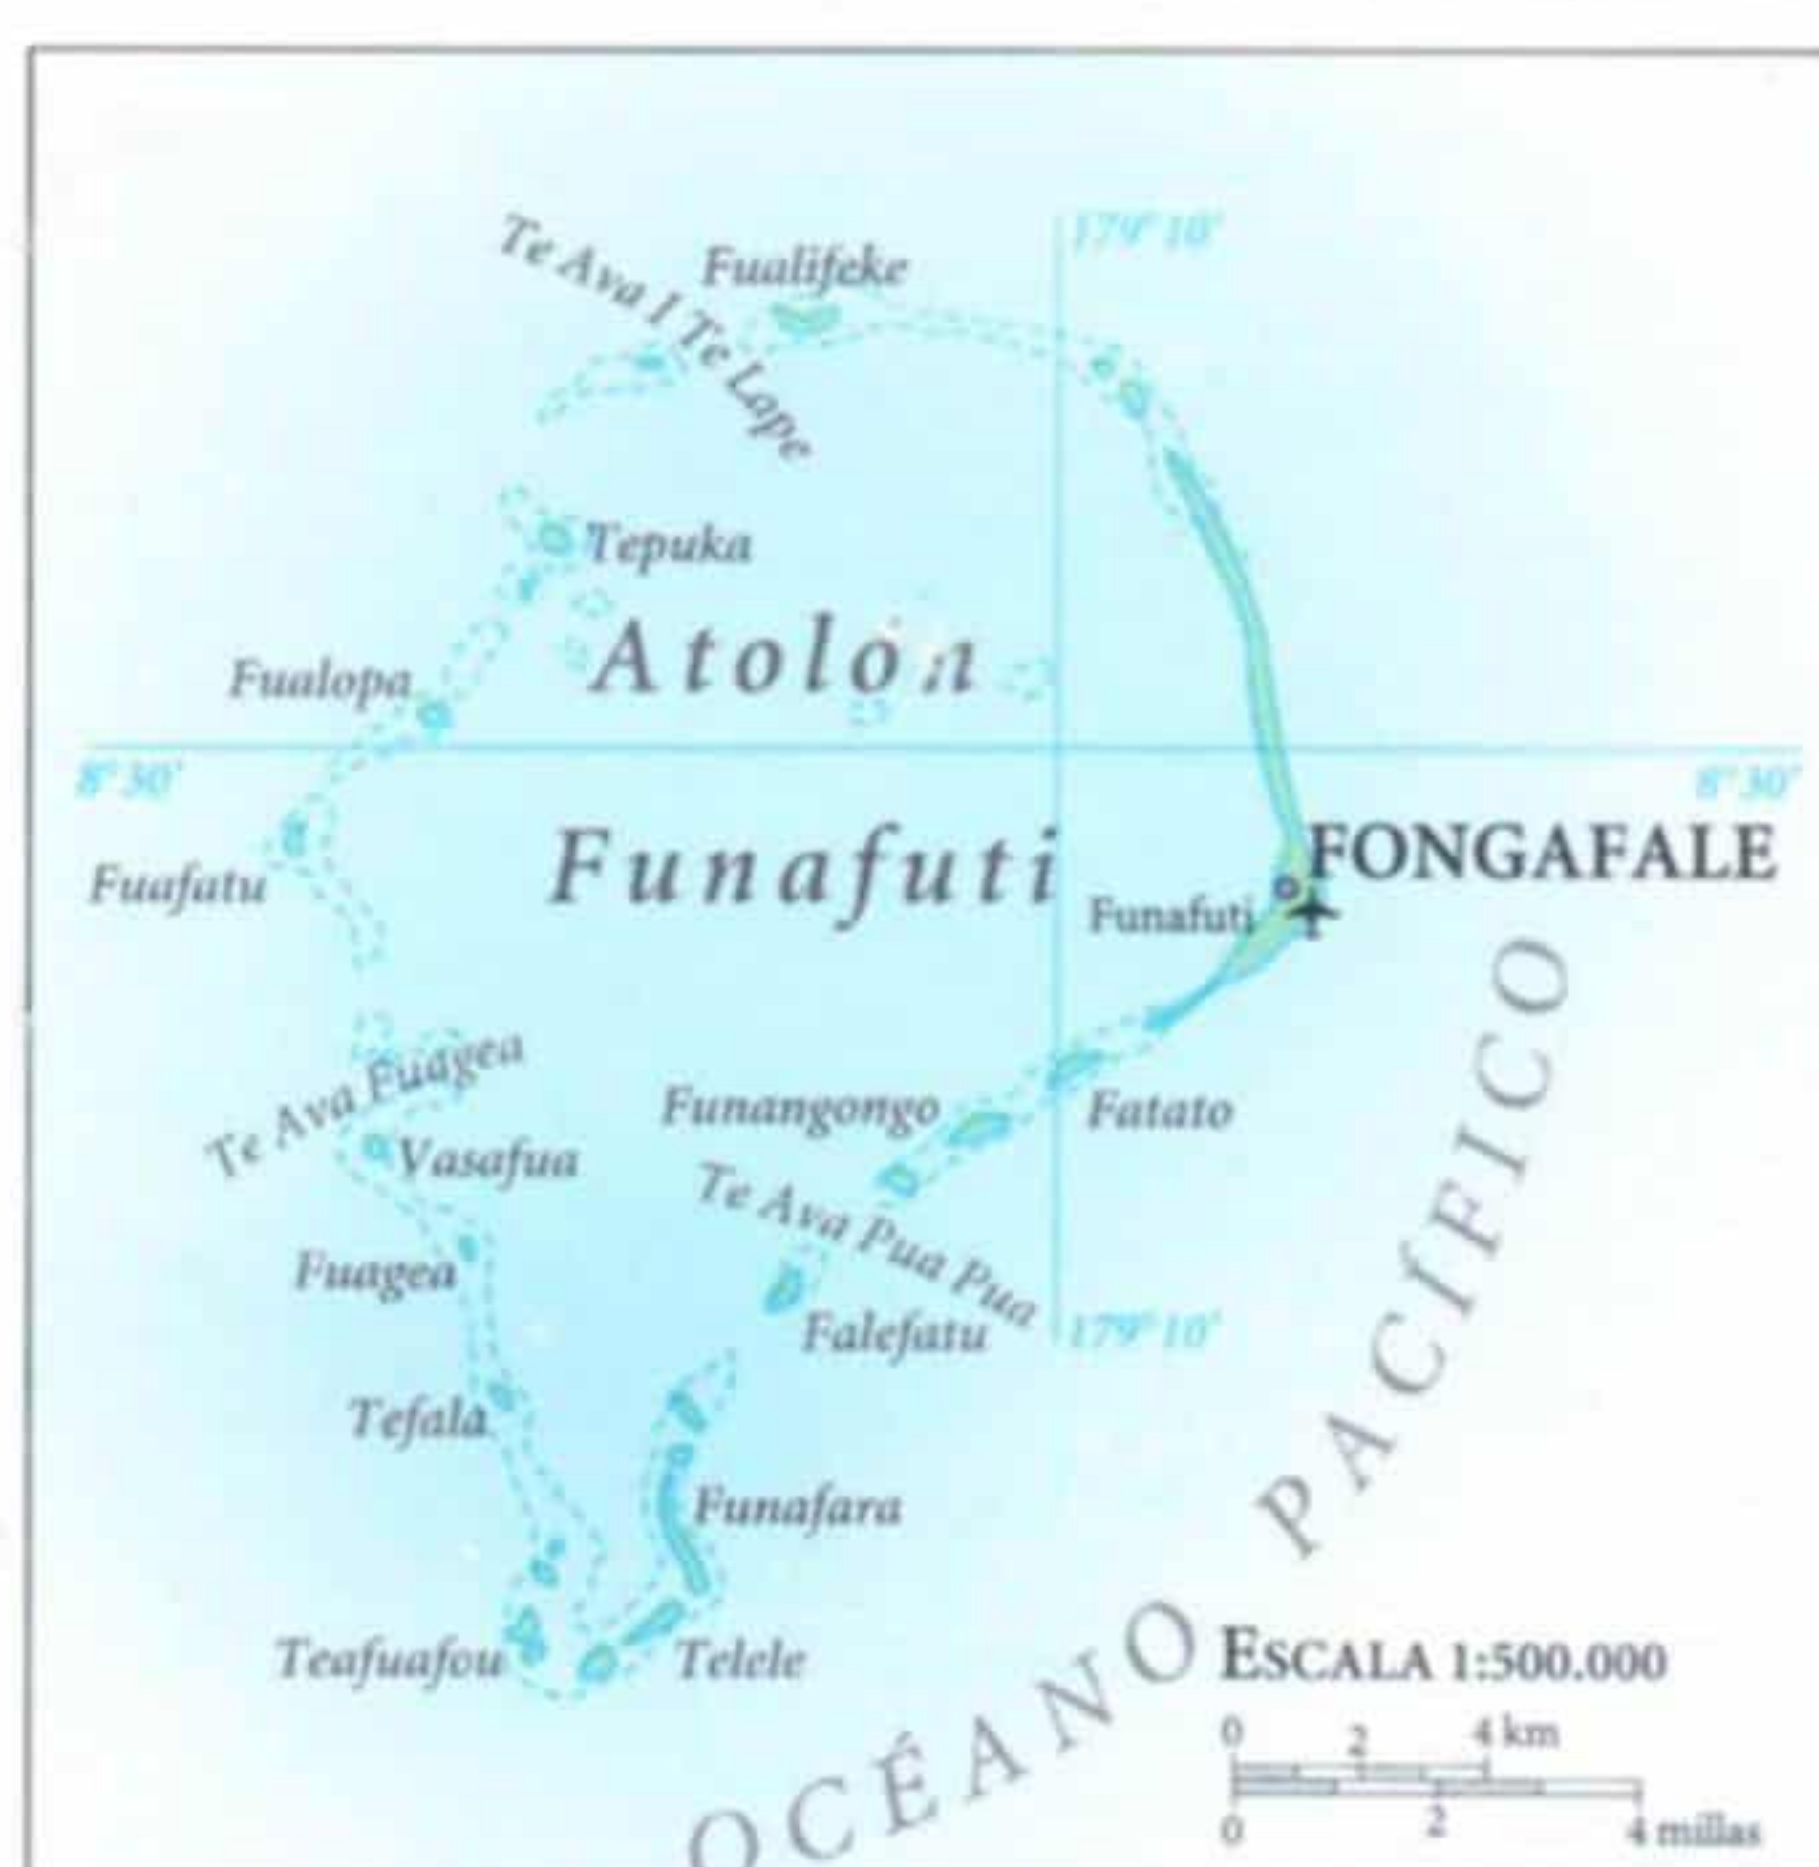 179° 10'
Te Ava I Te Lape
Fualifeke
Tepuka
Atolón
Fualopa
8° 30'
8° 30'
Funafuti
FONGAFALE
Fuafatu
Funafuti
Te Ava Fuagea
Funangongo
Fatato
Vasafua
Te Ava Pua Pua
Fuagea
Falefatu
179° 10'
Tefala
Funafara
Teafuafou
Telele
OCÉANO PACÍFICO
ESCALA 1:500.000
0 2 4 km
0 2 4 millas